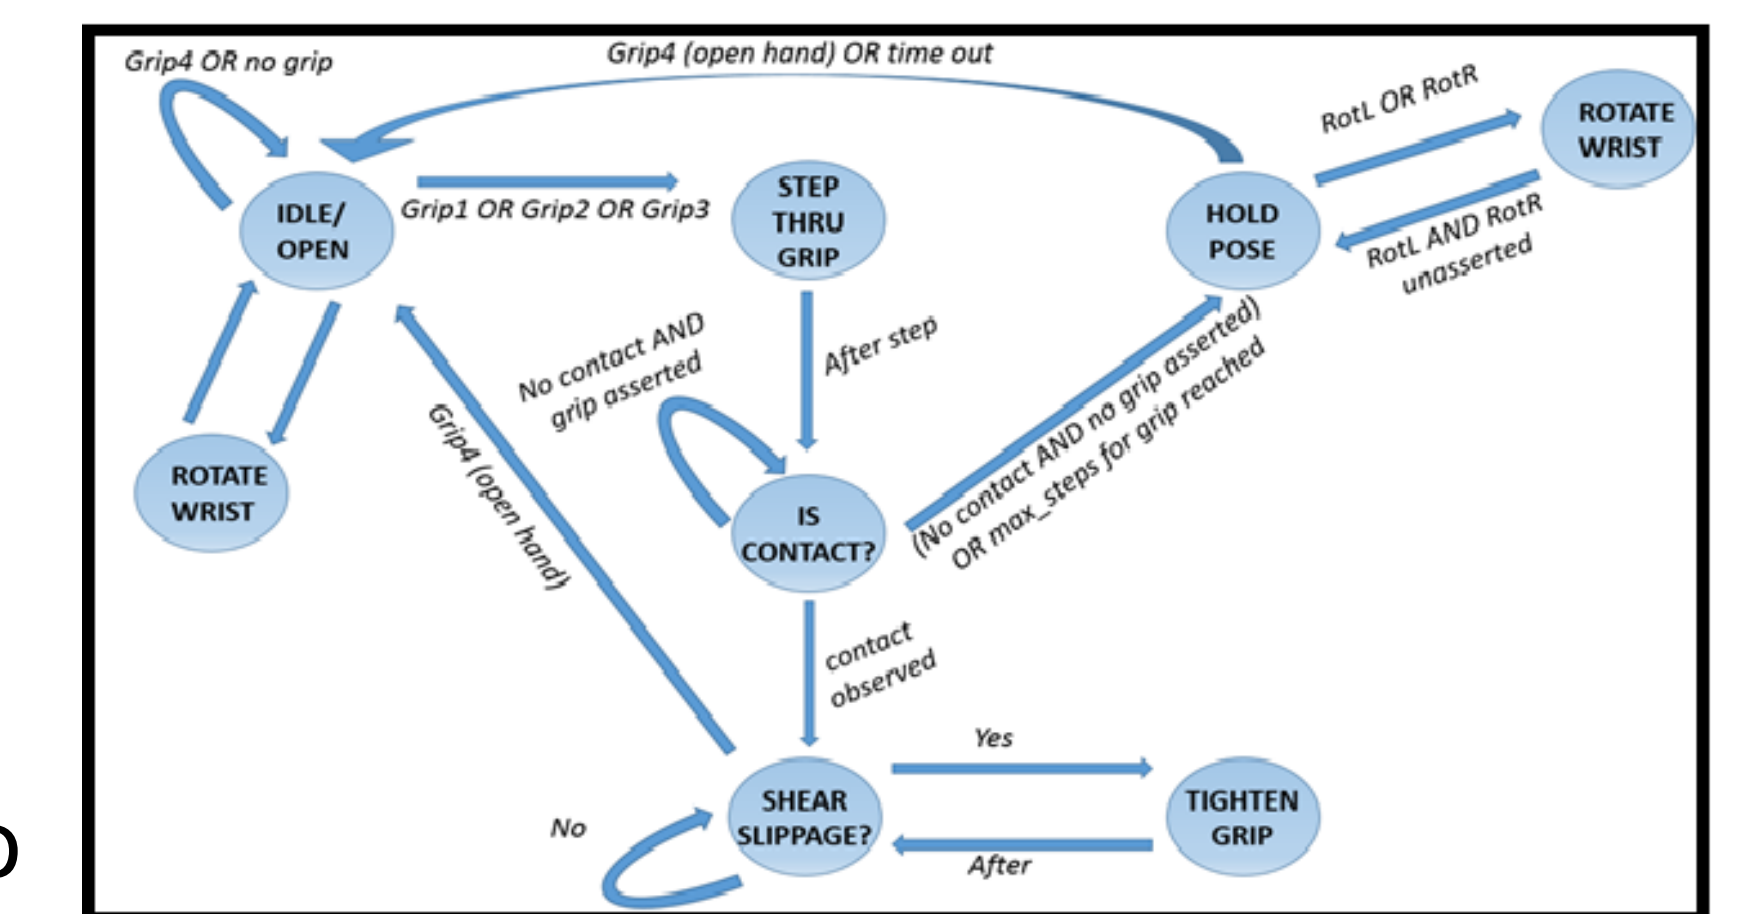 Grip4 OR no grip
Grip4 (open hand) OR time out
RotL OR RotR
ROTATE
WRIST
IDLE/
OPEN
Grip1 OR Grip2 OR Grip3
STEP
THRU
GRIP
HOLD
POSE
RotL AND RotR
unasserted
No contact AND
grip asserted
After step
(No contact AND no grip asserted)
OR max_steps for grip reached
Grip4 (open hand)
ROTATE
WRIST
IS
CONTACT?
contact
observed
Yes
No
SHEAR
SLIPPAGE?
TIGHTEN
GRIP
After